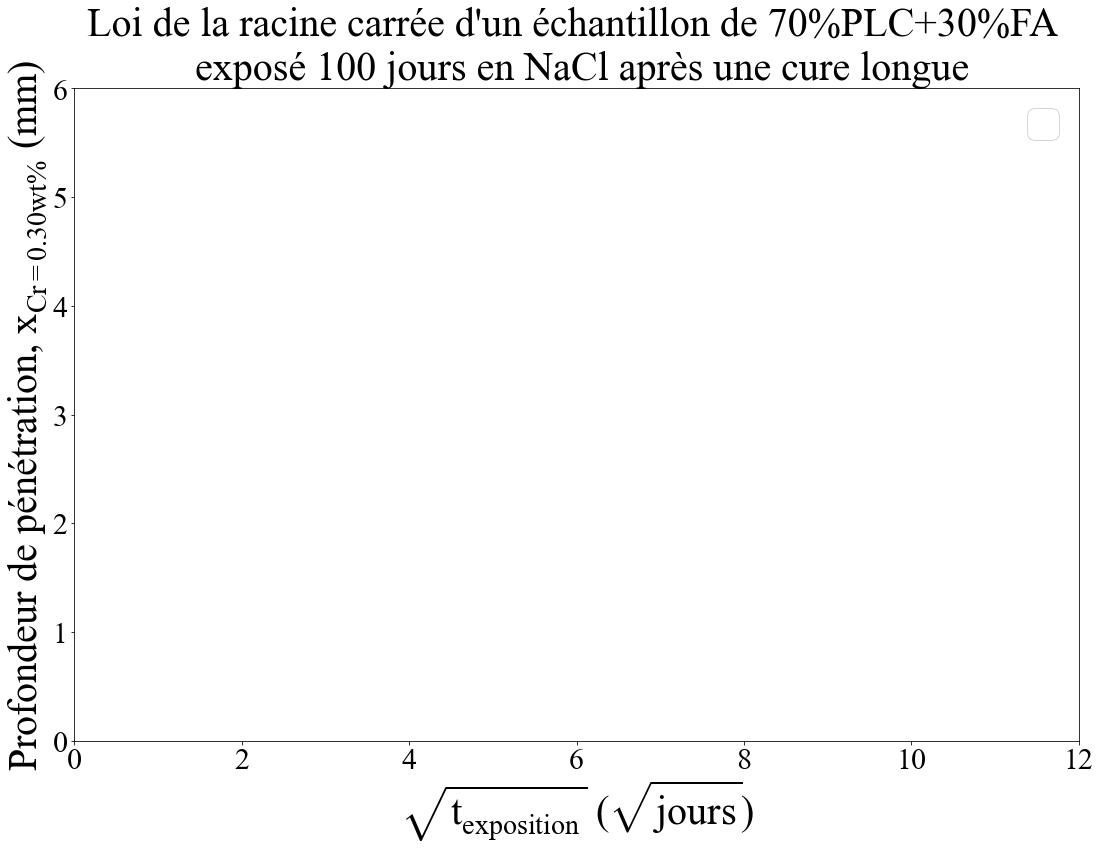 Loi de la racine carrée d'un échantillon de 70%PLC+30%FA
exposé 100 jours en NaCl après une cure longue
Profondeur de pénétration, x_Cr=0.30wt% (mm)
6
5
4
3
2
1
0
0 2 4 6 8 10 12
√t_exposition (√jours)